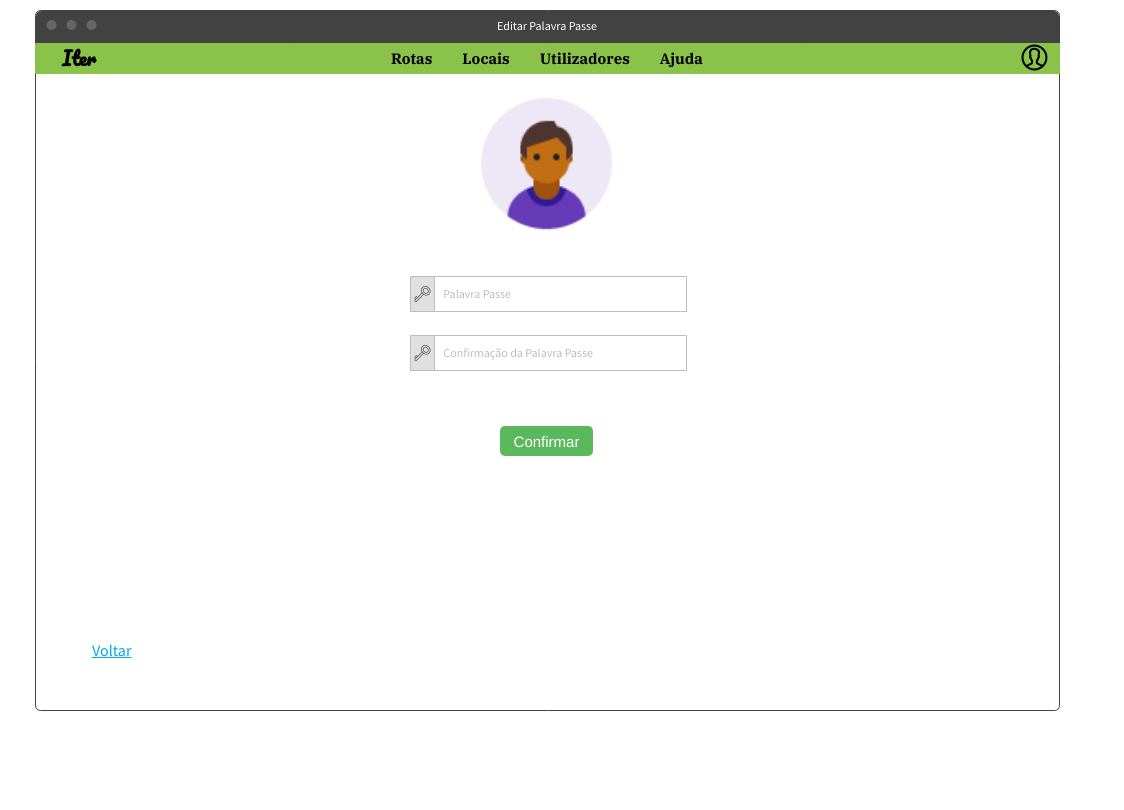 Editar Palavra Passe
Iter
Rotas Locais Utilizadores Ajuda
Palavra Passe
Confirmação da Palavra Passe
Confirmar
Voltar